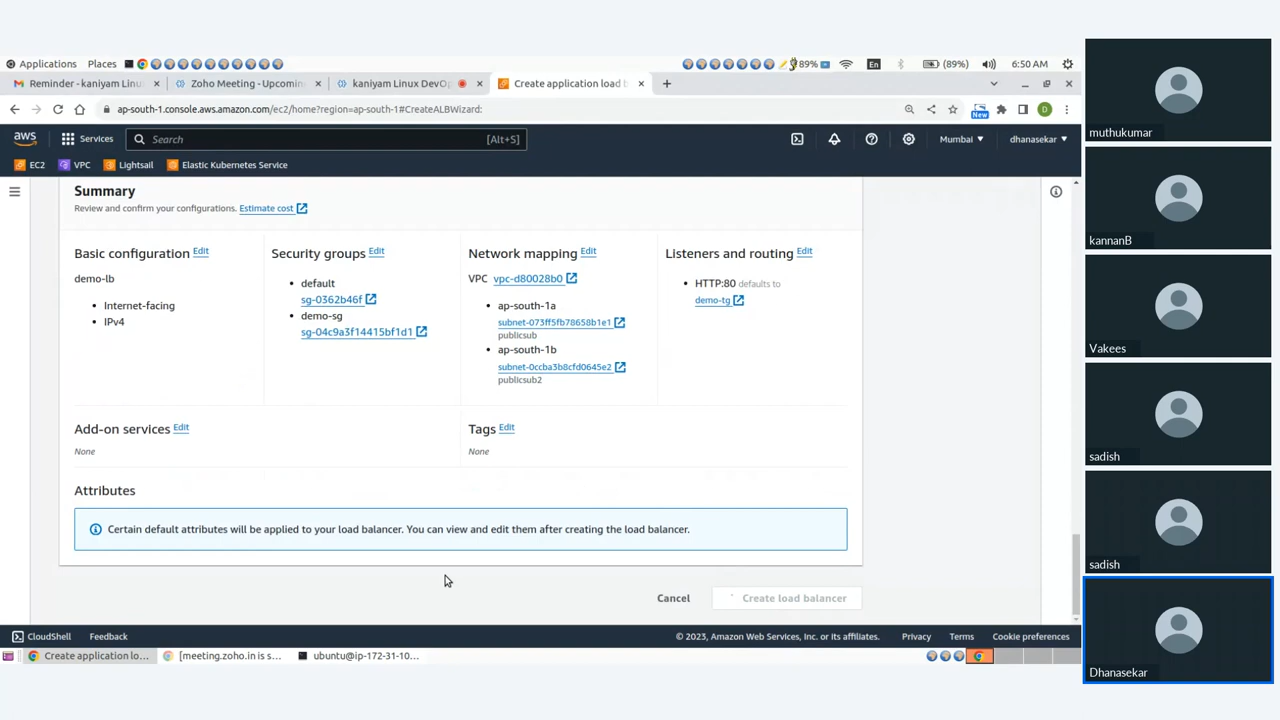 Applications Places 89% En (89%) 6:50 AM
Reminder - kaniyam Linu Zoho Meeting - Upcomin kaniyam Linux DevO Create application load b
ap-south-1.console.aws.amazon.com/ec2/home?region=ap-south-1#CreateALBWizard: New D
aws Services Search [Alt+S] Mumbai dhanasekar
EC2 VPC Lightsail Elastic Kubernetes Service
Summary
Review and confirm your configurations. Estimate cost
Basic configuration Edit
demo-lb
Internet-facing
IPv4
Security groups Edit
default
sg-0362b46f
demo-sg
sg-04c9a3f14415bf1d1
Network mapping Edit
VPC vpc-d80028b0
ap-south-1a
subnet-073ff5fb78658b1e1
publicsub
ap-south-1b
subnet-0ccba3b8cfd0645e2
publicsub2
Listeners and routing Edit
HTTP:80 defaults to
demo-tg
Add-on services Edit
None
Tags Edit
None
Attributes
Certain default attributes will be applied to your load balancer. You can view and edit them after creating the load balancer.
Cancel Create load balancer
CloudShell Feedback © 2023, Amazon Web Services, Inc. or its affiliates. Privacy Terms Cookie preferences
Create application lo... [meeting.zoho.in is s... ubuntu@ip-172-31-10...
muthukumar
kannanB
Vakees
sadish
sadish
Dhanasekar